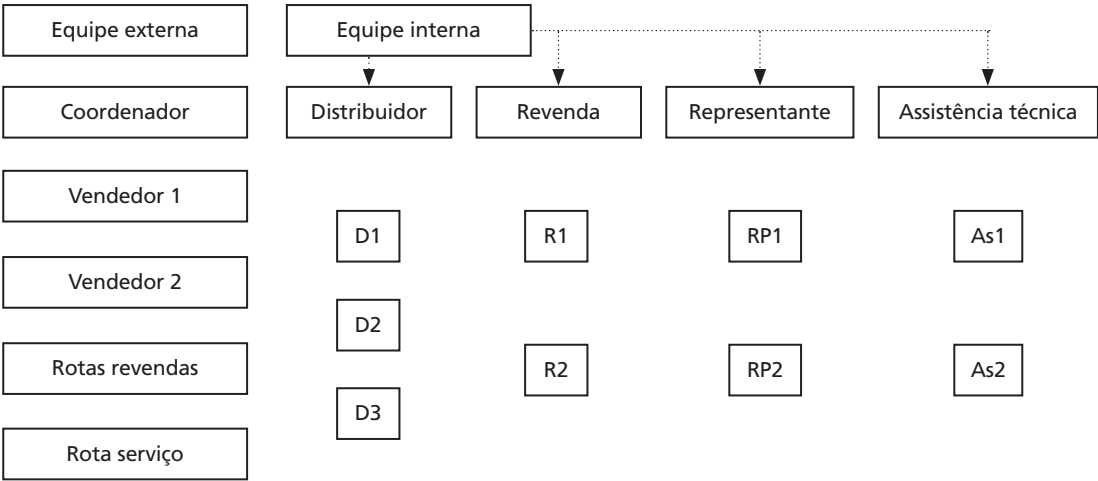 Equipe externa
Equipe interna
Coordenador
Distribuidor
Revenda
Representante
Assistência técnica
Vendedor 1
D1
R1
RP1
As1
Vendedor 2
D2
Rotas revendas
R2
RP2
As2
D3
Rota serviço